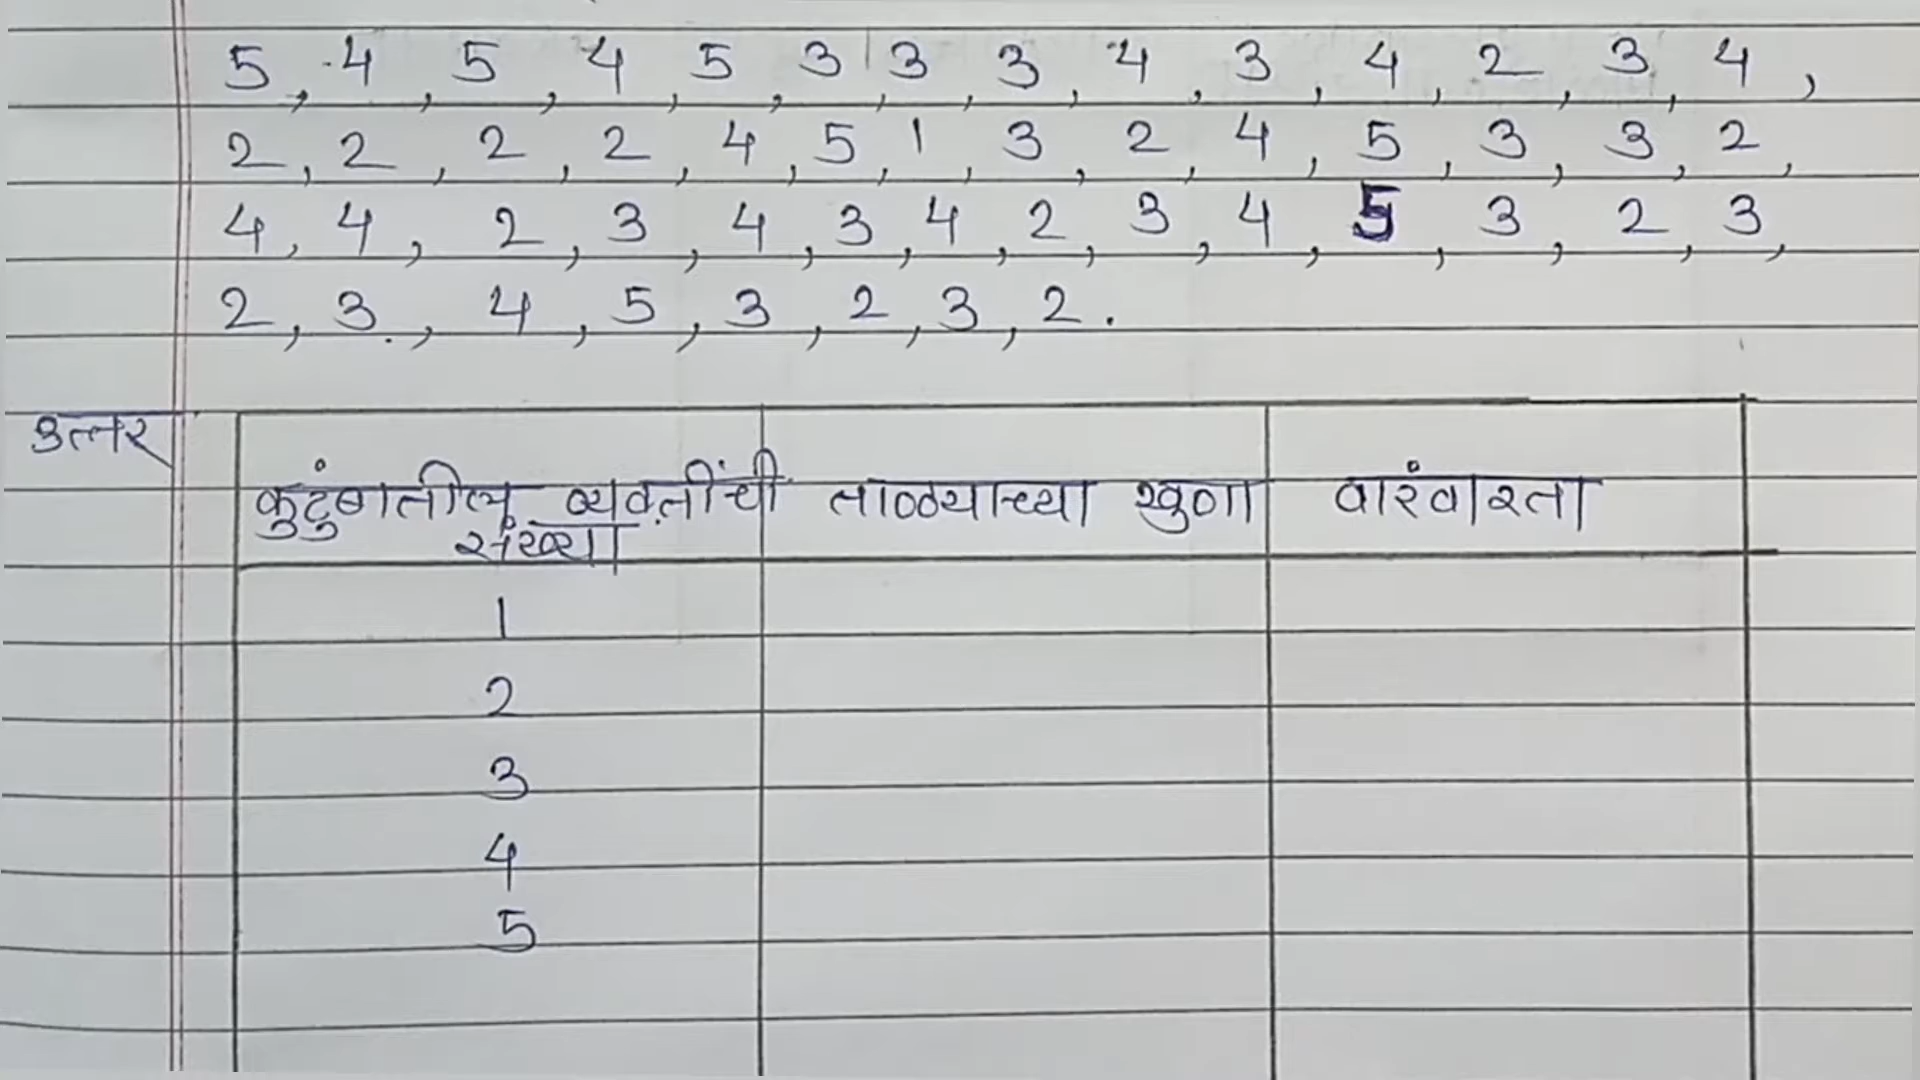 5, 4, 5, 4, 5, 3, 3, 3, 4, 3, 4, 2, 3, 4,
2, 2, 2, 2, 4, 5, 1, 3, 2, 4, 5, 3, 3, 2,
4, 4, 2, 3, 4, 3, 4, 2, 3, 4, 5, 3, 2, 3,
2, 3, 4, 5, 3, 2, 3, 2.
उत्तर
कुटुंबातील व्यक्तींची ताळ्याच्या खुणा वारंवारता
संख्या
1
2
3
4
5